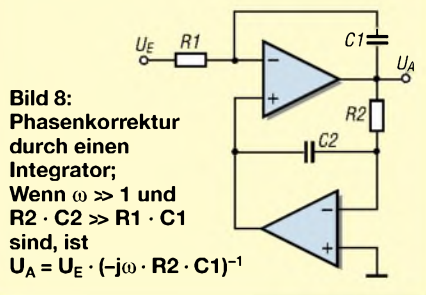 U_E
R1
C1
U_A
R2
C2
−
+
−
+
Bild 8:
Phasenkorrektur
durch einen
Integrator;
Wenn ω ≫ 1 und
R2 · C2 ≫ R1 · C1
sind, ist
U_A = U_E · (−jω · R2 · C1)⁻¹